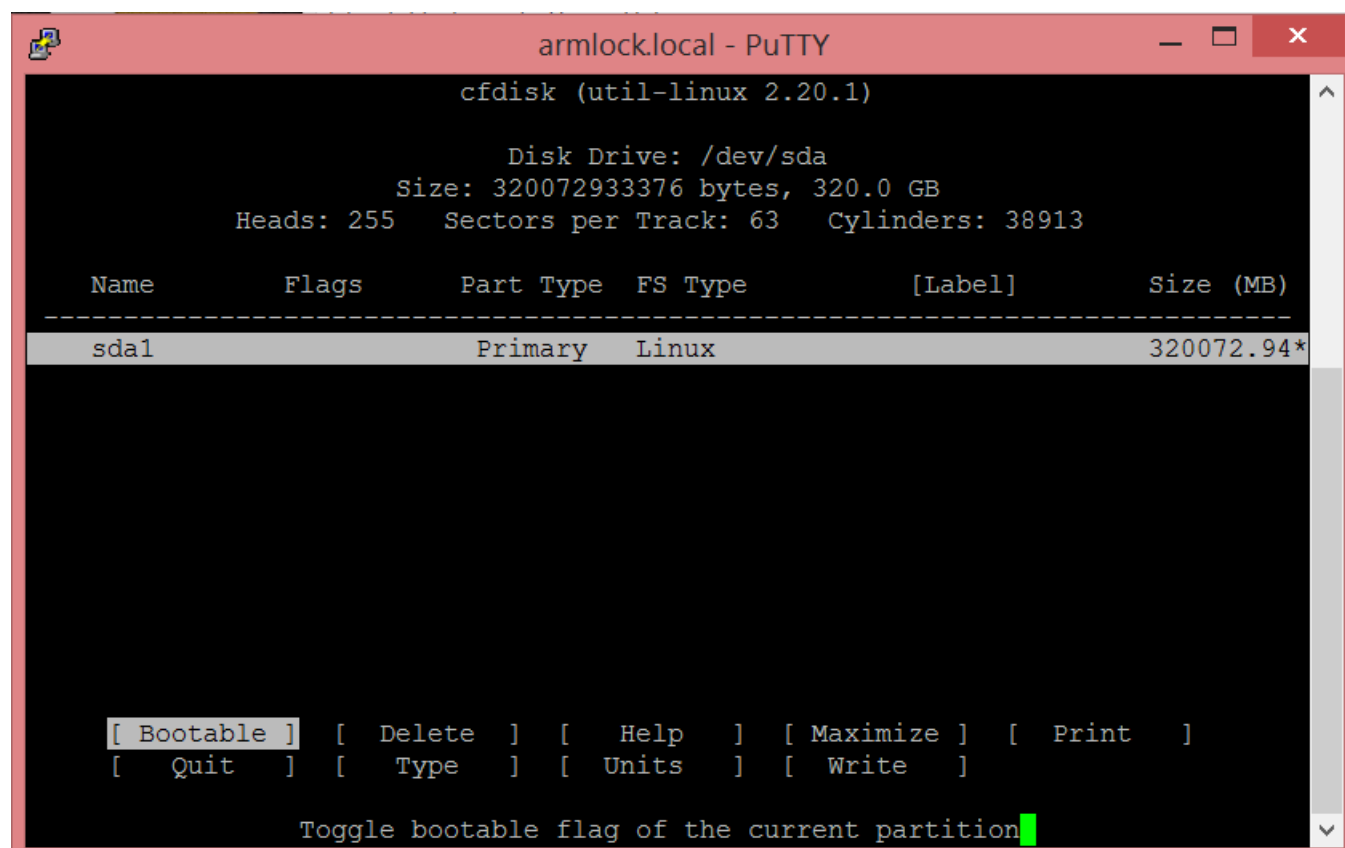 armlock.local - PuTTY
cfdisk (util-linux 2.20.1)
Disk Drive: /dev/sda
Size: 320072933376 bytes, 320.0 GB
Heads: 255   Sectors per Track: 63   Cylinders: 38913
Name        Flags      Part Type  FS Type          [Label]        Size (MB)
------------------------------------------------------------------------------
sda1                    Primary   Linux                          320072.94*
[ Bootable ]  [  Delete  ]  [   Help   ]  [ Maximize ]  [  Print   ]
[   Quit   ]  [   Type   ]  [  Units   ]  [  Write   ]
Toggle bootable flag of the current partition